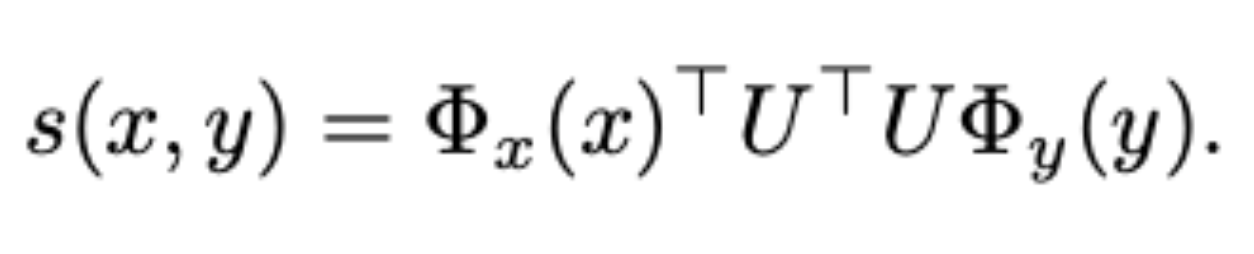 s(x, y) = Φ_x(x)^⊤ U^⊤ U Φ_y(y).